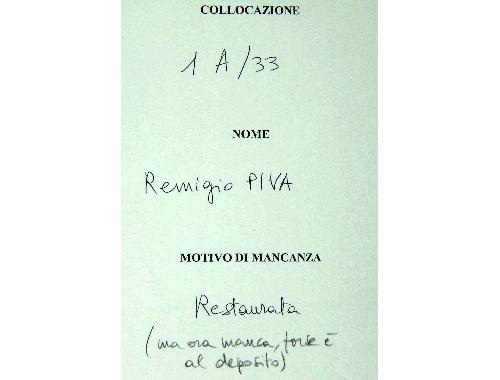 COLLOCAZIONE
1 A/33
NOME
Remigio PIVA
MOTIVO DI MANCANZA
Restaurata
(ma ora manca, forse è
al deposito)